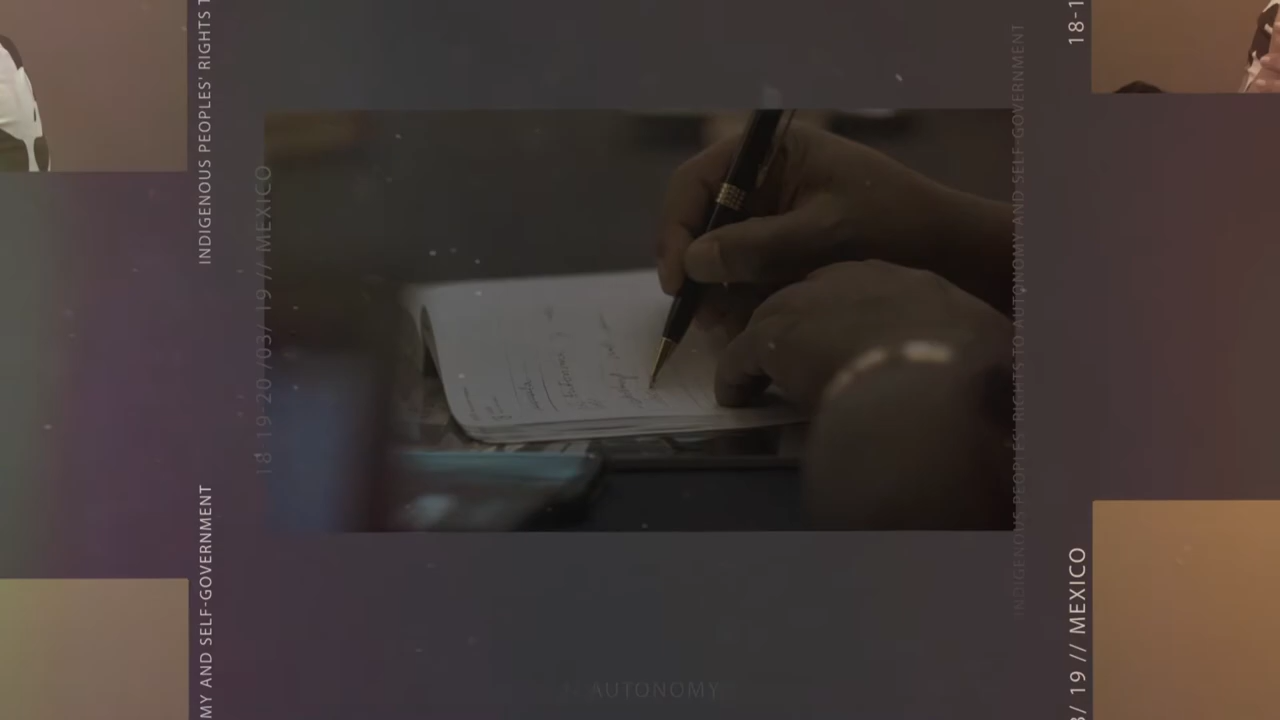 INDIGENOUS PEOPLES' RIGHTS T
MY AND SELF-GOVERNMENT
18-19-20 /03/ 19 // MEXICO
INDIGENOUS PEOPLES' RIGHTS TO AUTONOMY AND SELF-GOVERNMENT
18-1
/ 19 // MEXICO
AUTONOMY